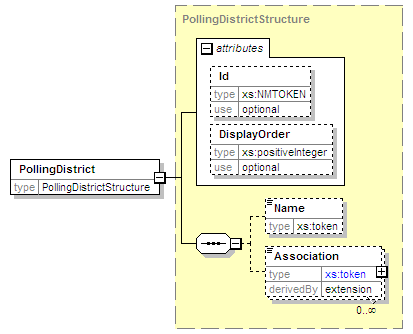 PollingDistrictStructure
attributes
Id
type xs:NMTOKEN
use optional
DisplayOrder
type xs:positiveInteger
use optional
PollingDistrict
type PollingDistrictStructure
Name
type xs:token
Association
type xs:token
derivedBy extension
0..∞